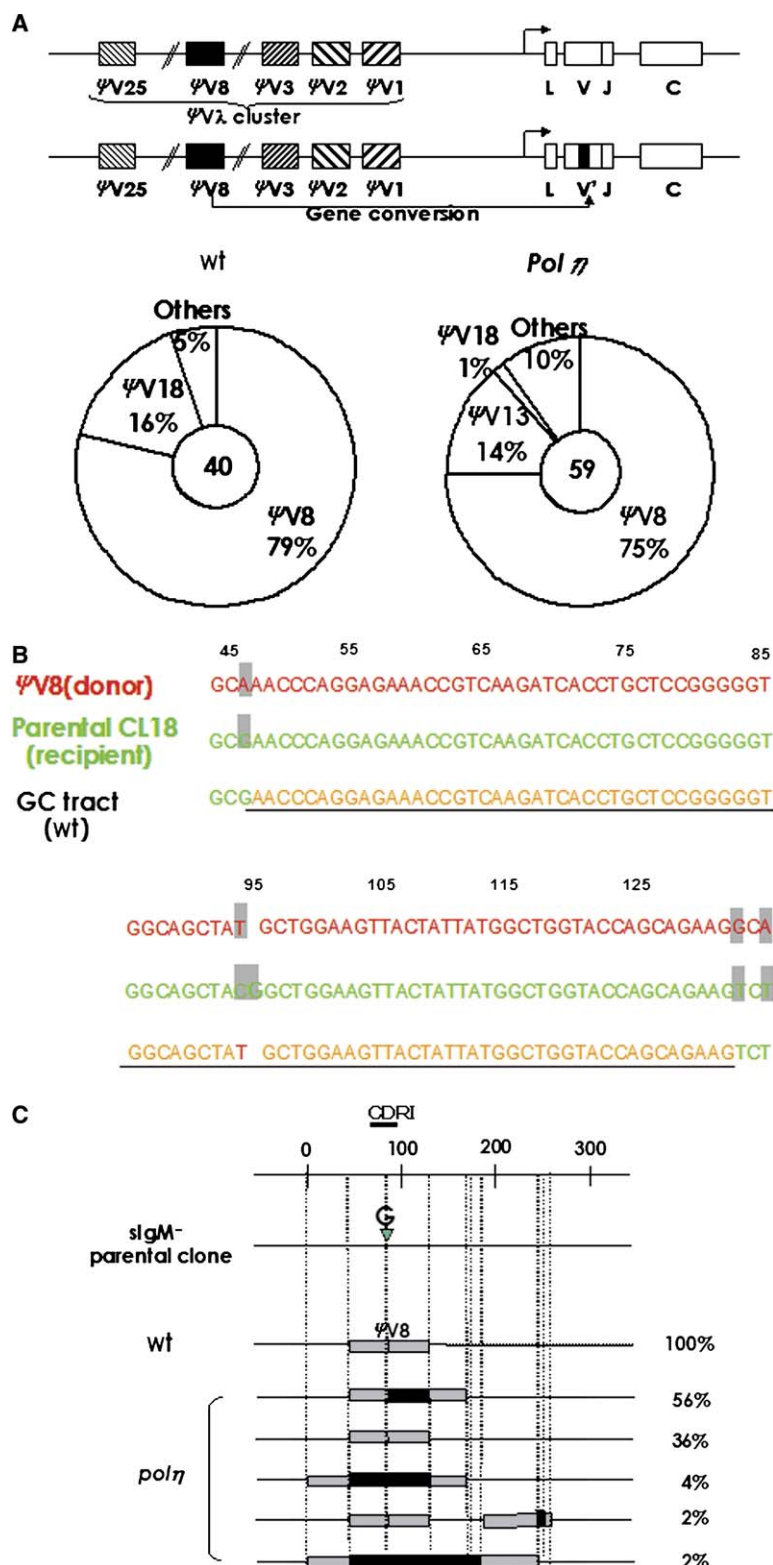 A
ΨV25 ΨV8 ΨV3 ΨV2 ΨV1 L V J C
ΨVλ cluster
ΨV25 ΨV8 ΨV3 ΨV2 ΨV1 L V' J C
Gene conversion
wt
Pol η
Others
5%
ΨV18
16%
40
ΨV8
79%
Others
10%
ΨV18
1%
ΨV13
14%
59
ΨV8
75%
B
45 55 65 75 85
ΨV8(donor) GCAAACCCAGGAGAAACCGTCAAGATCACCTGCTCCGGGGGT
Parental CL18 (recipient) GCGAACCCAGGAGAAACCGTCAAGATCACCTGCTCCGGGGGT
GC tract (wt) GCGAACCCAGGAGAAACCGTCAAGATCACCTGCTCCGGGGGT
95 105 115 125
GGCAGCTAT GCTGGAAGTTACTATTATGGCTGGTACCAGCAGAAGGCA
GGCAGCTACGGCTGGAAGTTACTATTATGGCTGGTACCAGCAGAAGTCT
GGCAGCTAT GCTGGAAGTTACTATTATGGCTGGTACCAGCAGAAGTCT
C
CDRI
0 100 200 300
G
sIgM-
parental clone
ΨV8
wt 100%
56%
36%
polη 4%
2%
2%